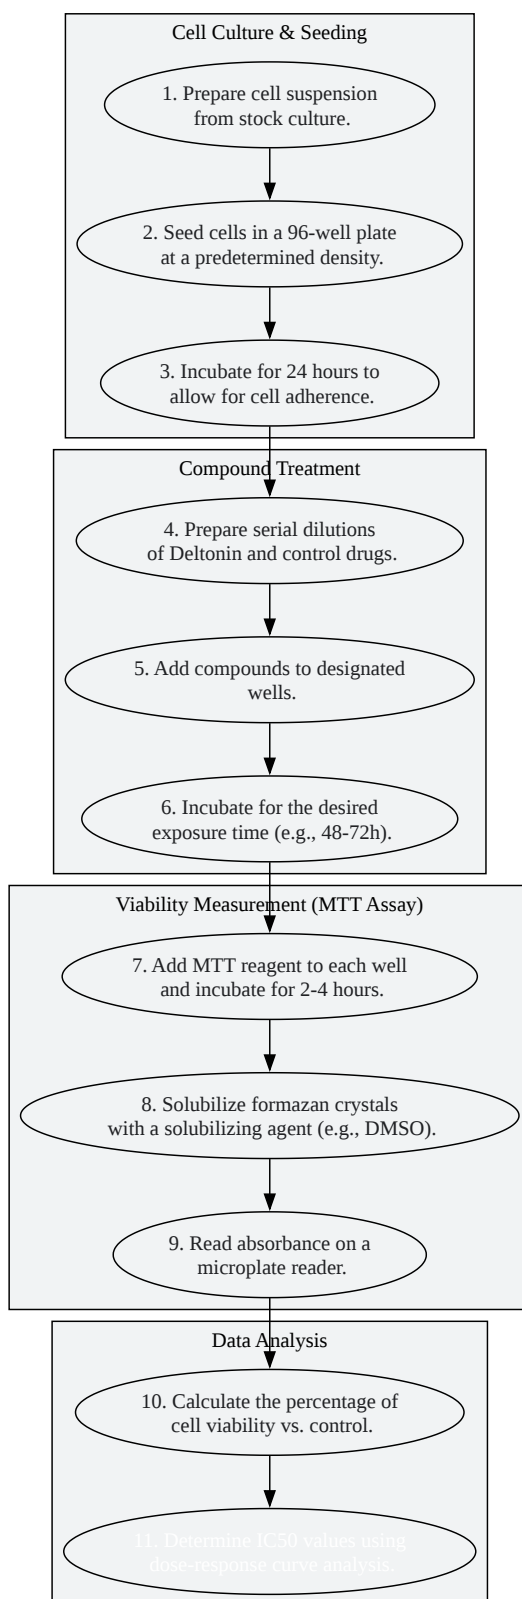 Cell Culture & Seeding
1. Prepare cell suspension
from stock culture.
2. Seed cells in a 96-well plate
at a predetermined density.
3. Incubate for 24 hours to
allow for cell adherence.
Compound Treatment
4. Prepare serial dilutions
of Deltonin and control drugs.
5. Add compounds to designated
wells.
6. Incubate for the desired
exposure time (e.g., 48-72h).
Viability Measurement (MTT Assay)
7. Add MTT reagent to each well
and incubate for 2-4 hours.
8. Solubilize formazan crystals
with a solubilizing agent (e.g., DMSO).
9. Read absorbance on a
microplate reader.
Data Analysis
10. Calculate the percentage of
cell viability vs. control.
11. Determine IC50 values using
dose-response curve analysis.